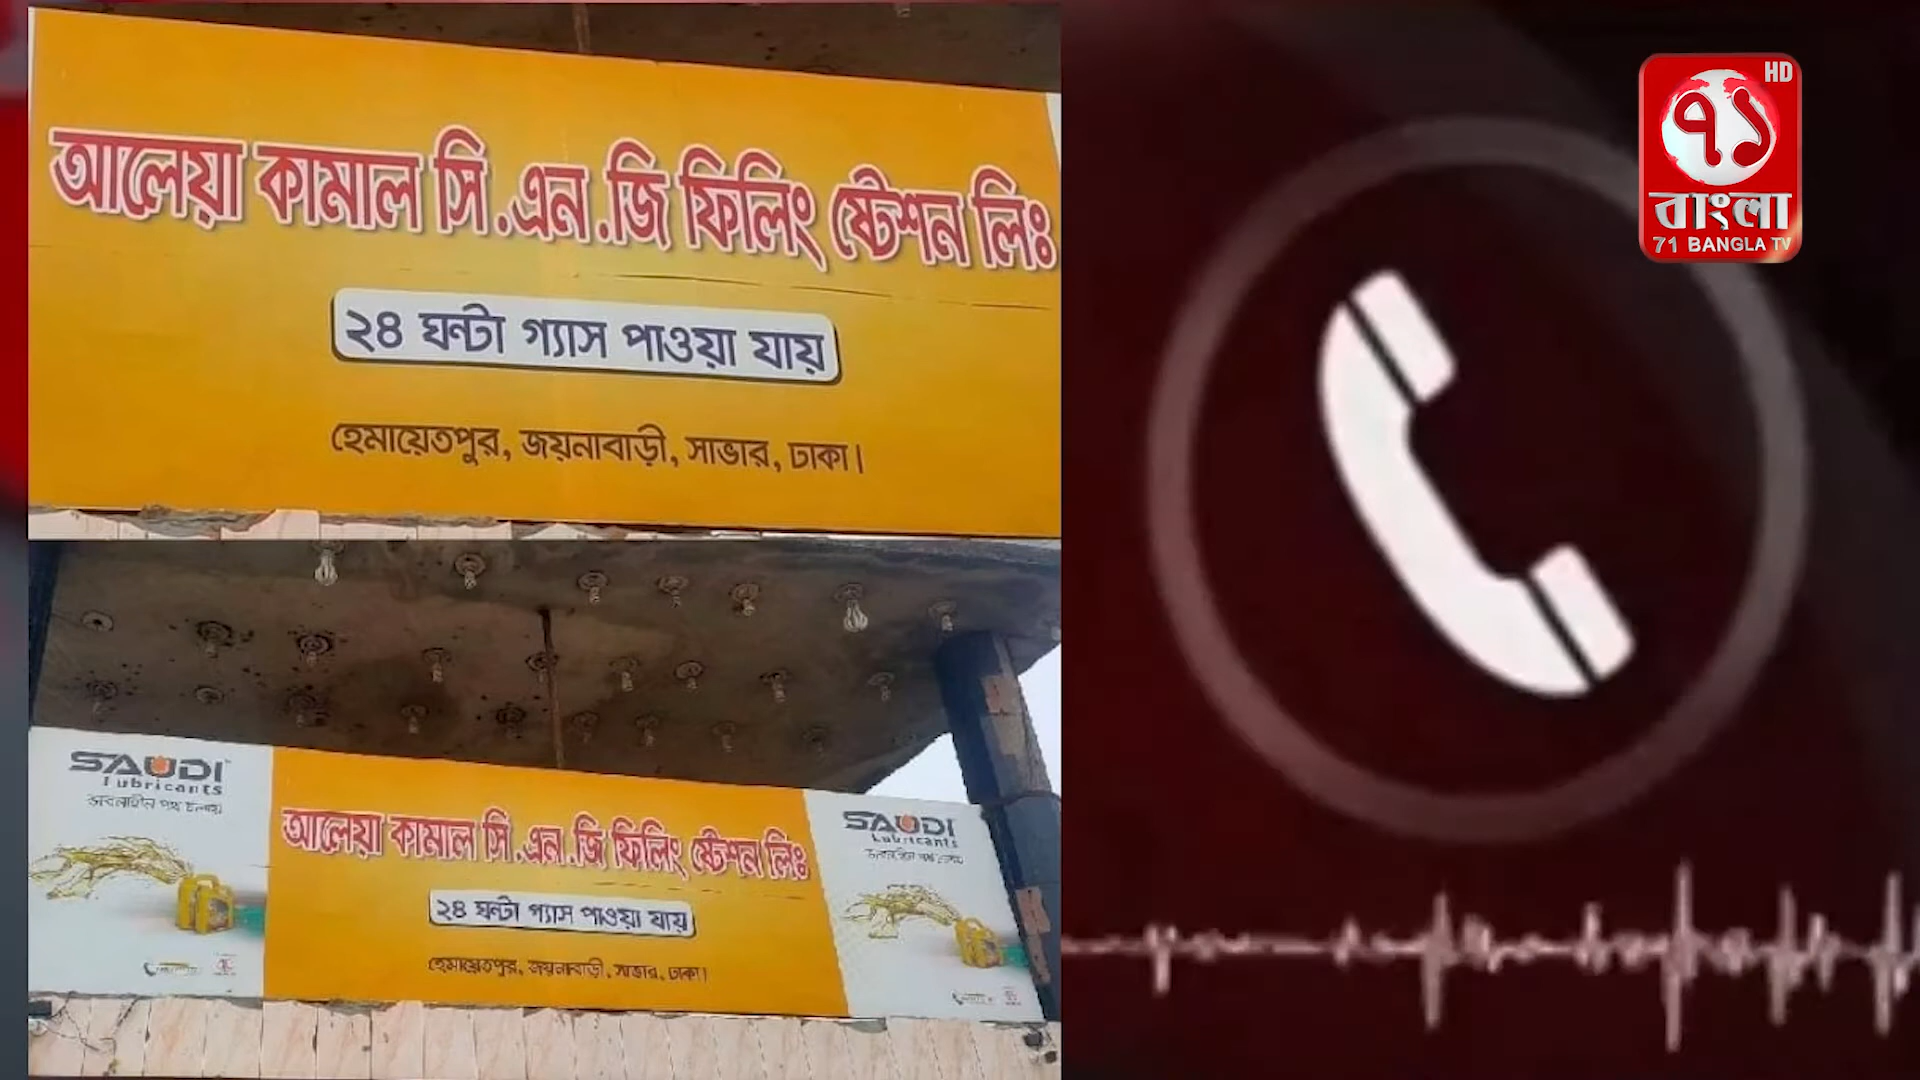 আলেয়া কামাল সি.এন.জি ফিলিং ষ্টেশন লিঃ
২৪ ঘন্টা গ্যাস পাওয়া যায়
হেমায়েতপুর, জয়নাবাড়ী, সাভার, ঢাকা।
HD
৭১
বাংলা
71 BANGLA TV
SAUDI
Lubricants
আলেয়া কামাল সি.এন.জি ফিলিং ষ্টেশন লিঃ
২৪ ঘন্টা গ্যাস পাওয়া যায়
হেমায়েতপুর, জয়নাবাড়ী, সাভার, ঢাকা।
SAUDI
Lubricants